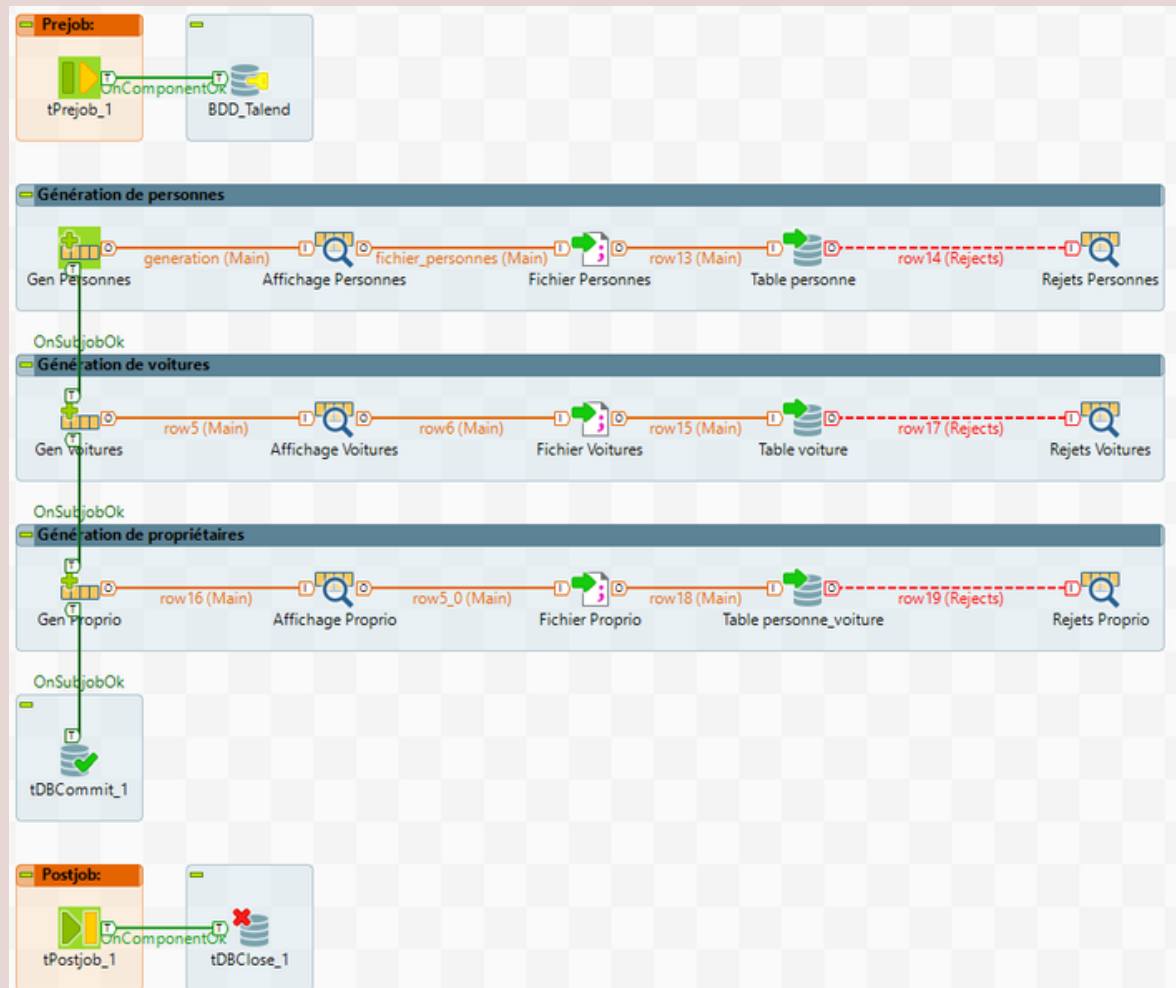 Prejob:
OnComponentOk
tPrejob_1
BDD_Talend
Génération de personnes
generation (Main)
fichier_personnes (Main)
row13 (Main)
row14 (Rejects)
Gen Personnes
Affichage Personnes
Fichier Personnes
Table personne
Rejets Personnes
OnSubjobOk
Génération de voitures
row5 (Main)
row6 (Main)
row15 (Main)
row17 (Rejects)
Gen Voitures
Affichage Voitures
Fichier Voitures
Table voiture
Rejets Voitures
OnSubjobOk
Génération de propriétaires
row16 (Main)
row5_0 (Main)
row18 (Main)
row19 (Rejects)
Gen Proprio
Affichage Proprio
Fichier Proprio
Table personne_voiture
Rejets Proprio
OnSubjobOk
tDBCommit_1
Postjob:
OnComponentOk
tPostjob_1
tDBClose_1